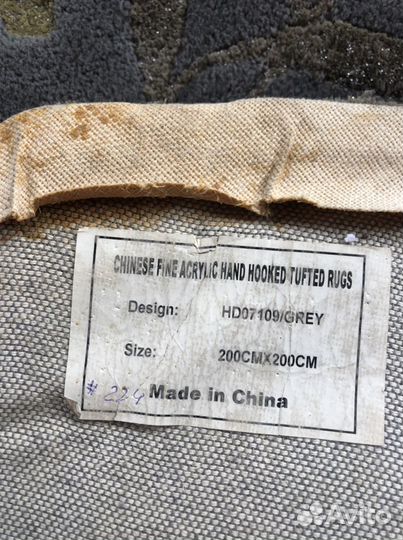 CHINESE FINE ACRYLIC HAND HOOKED TUFTED RUGS
Design: HD07109/GREY
Size: 200CMX200CM
# 224 Made in China
Avito